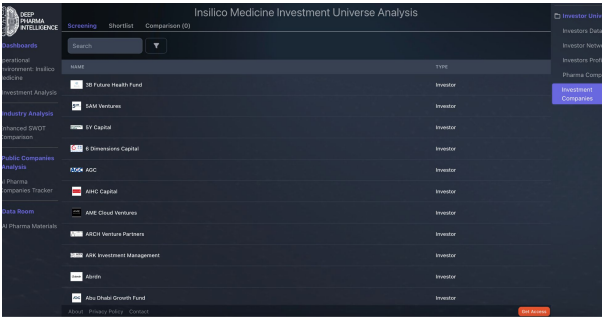 DEEP
PHARMA
INTELLIGENCE
Insilico Medicine Investment Universe Analysis
Screening Shortlist Comparison (0)
Search
NAME TYPE
3B Future Health Fund Investor
5AM Ventures Investor
5Y Capital Investor
6 Dimensions Capital Investor
AGC AGC Investor
AIHC Capital Investor
AME Cloud Ventures Investor
ARCH Venture Partners Investor
ARK Investment Management Investor
Abrdn Investor
Abu Dhabi Growth Fund Investor
About Privacy Policy Contact
Get Access
Dashboards
perational
nvironment: Insilico
edicine
nvestment Analysis
Industry Analysis
nhanced SWOT
omparison
Public Companies
Analysis
I Pharma
ompanies Tracker
Data Room
AI Pharma Materials
Investor Univ
Investors Data
Investor Netw
Investors Profi
Pharma Comp
Investment
Companies